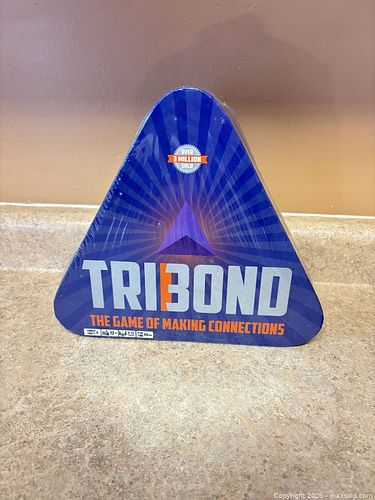 OVER
3 MILLION
SOLD
TRIBOND
THE GAME OF MAKING CONNECTIONS
Copyright © 2026 - maxsold.com